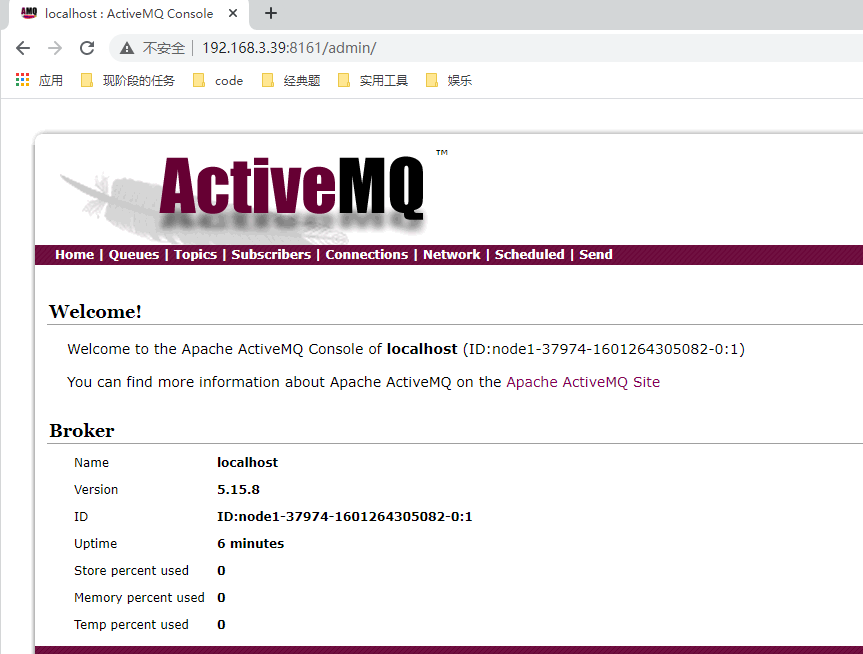 AMQ localhost : ActiveMQ Console
不安全 192.168.3.39:8161/admin/
应用 现阶段的任务 code 经典题 实用工具 娱乐
ActiveMQ™
Home | Queues | Topics | Subscribers | Connections | Network | Scheduled | Send
Welcome!
Welcome to the Apache ActiveMQ Console of localhost (ID:node1-37974-1601264305082-0:1)
You can find more information about Apache ActiveMQ on the Apache ActiveMQ Site
Broker
Name localhost
Version 5.15.8
ID ID:node1-37974-1601264305082-0:1
Uptime 6 minutes
Store percent used 0
Memory percent used 0
Temp percent used 0